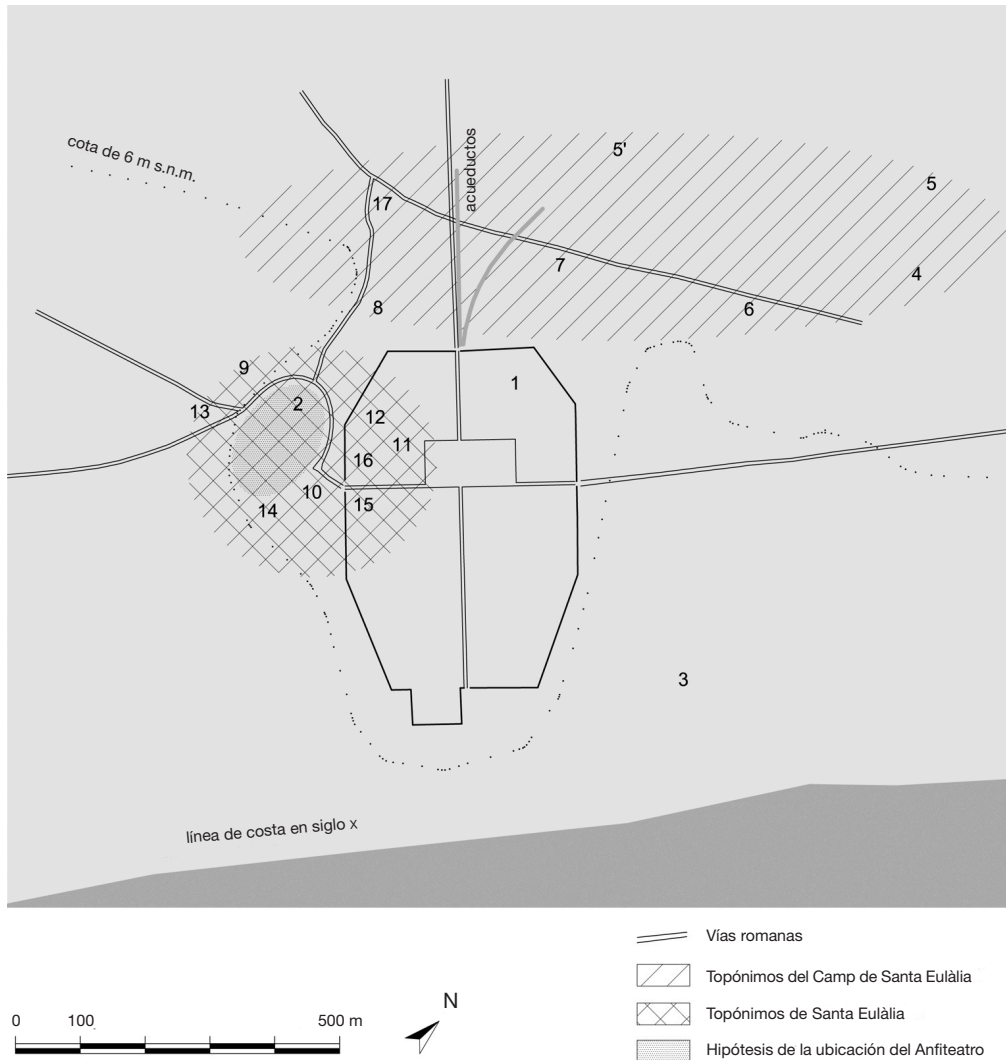 5'
cota de 6 m s.n.m.
acueductos
5
17
7
4
6
8
9
1
2
13
12
11
16
10
15
14
3
línea de costa en siglo x
Vías romanas
Topónimos del Camp de Santa Eulàlia
N
Topónimos de Santa Eulàlia
0 100 500 m
Hipótesis de la ubicación del Anfiteatro